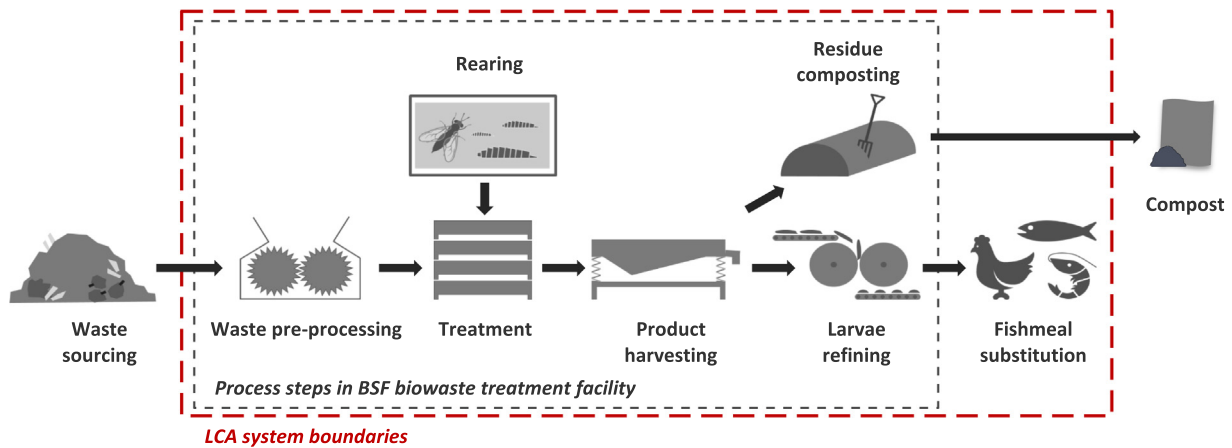 Residue
composting
Rearing
Compost
Waste
sourcing
Waste pre-processing
Treatment
Product
harvesting
Larvae
refining
Fishmeal
substitution
Process steps in BSF biowaste treatment facility
LCA system boundaries